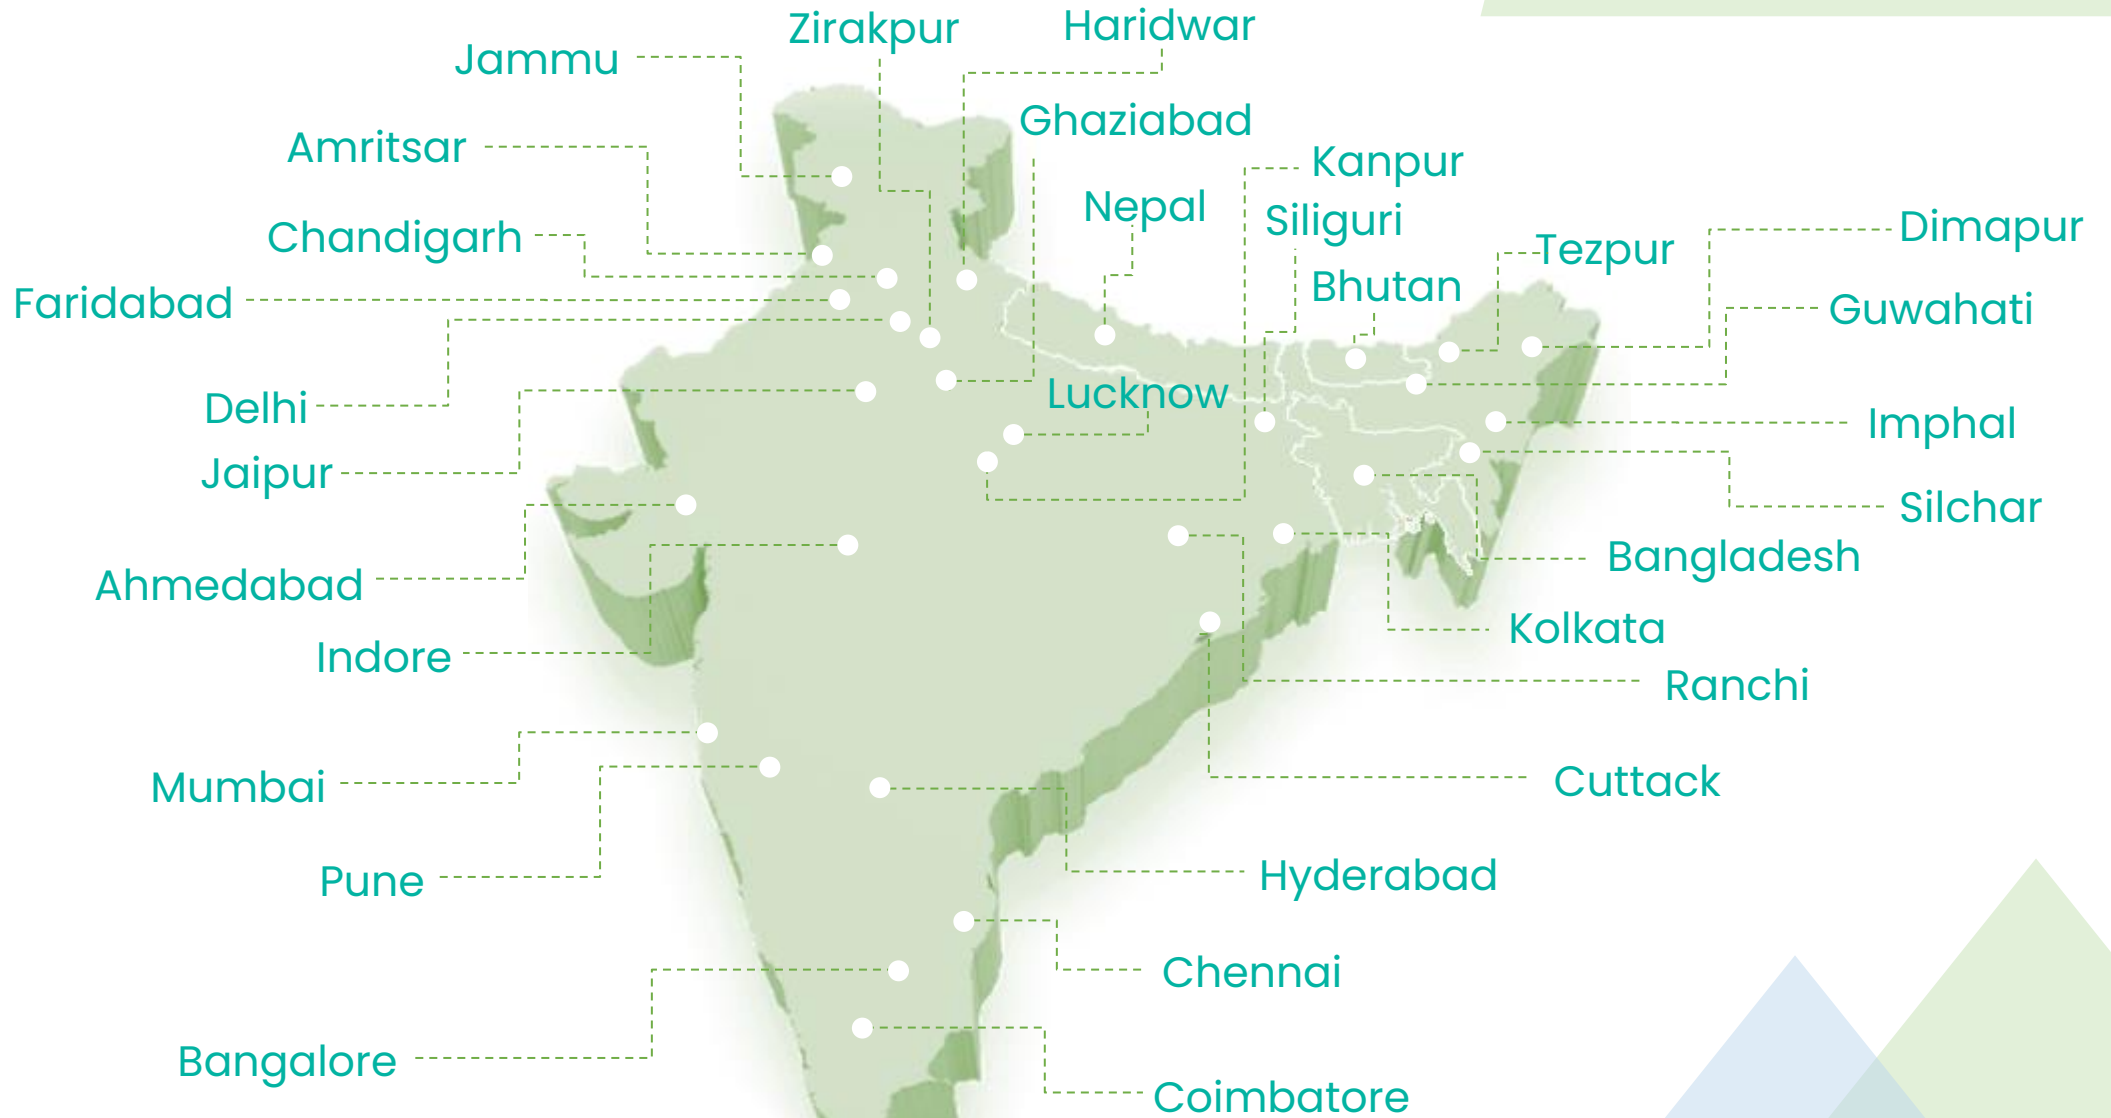 Zirakpur
Haridwar
Jammu
Ghaziabad
Amritsar
Kanpur
Nepal
Siliguri
Dimapur
Chandigarh
Tezpur
Bhutan
Faridabad
Guwahati
Lucknow
Delhi
Imphal
Jaipur
Silchar
Bangladesh
Ahmedabad
Kolkata
Indore
Ranchi
Cuttack
Mumbai
Hyderabad
Pune
Chennai
Bangalore
Coimbatore